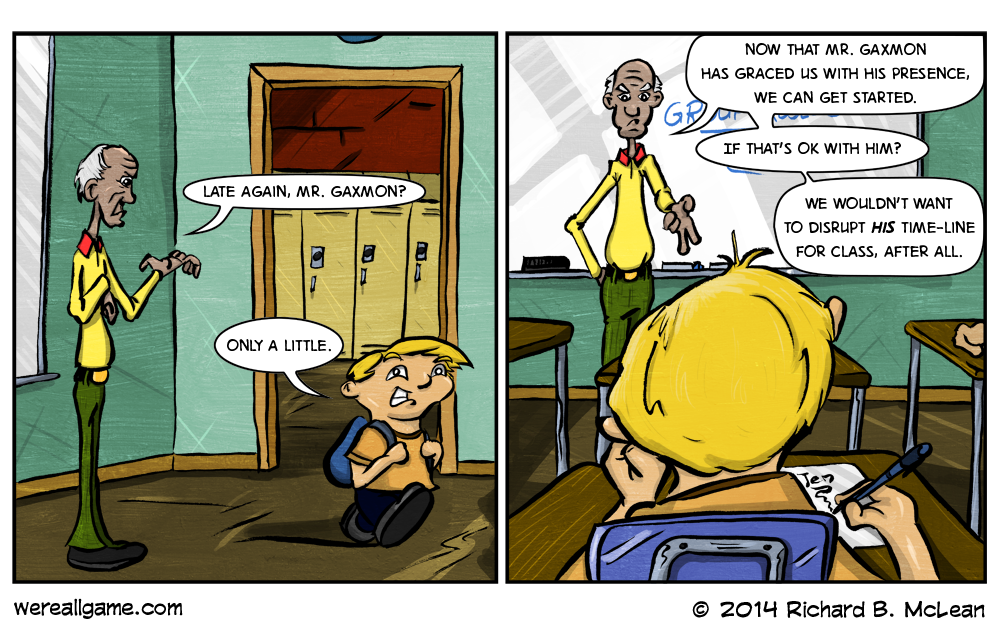 LATE AGAIN, MR. GAXMON?
ONLY A LITTLE.
NOW THAT MR. GAXMON
HAS GRACED US WITH HIS PRESENCE,
WE CAN GET STARTED.
IF THAT'S OK WITH HIM?
WE WOULDN'T WANT
TO DISRUPT HIS TIME-LINE
FOR CLASS, AFTER ALL.
wereallgame.com
© 2014 Richard B. McLean